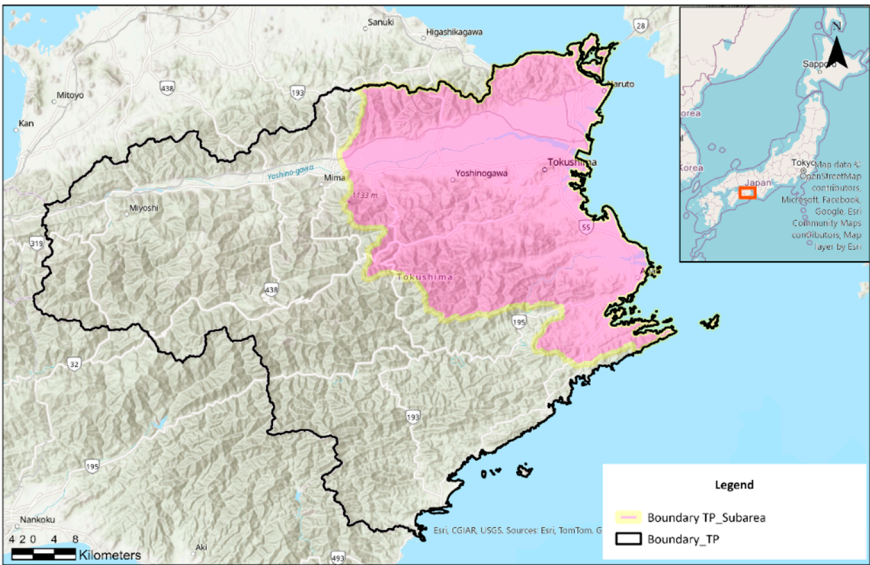 Sanuki
Higashikagawa
28
438
193
Mitoyo
Kan
aruto
Tokushima
Yoshino-gawa
Mima
Yoshinogawa
1133 m
Miyoshi
55
319
Tokushima
438
195
32
193
195
Nankoku
Aki
493
4 2 0 4 8
Kilometers
Esri, CGIAR, USGS. Sources: Esri, TomTom, G
N
Sapporo
orea
Korea
Tokyo
Japan
Map data ©
OpenStreetMap
contributors,
Microsoft, Facebook,
Google, Esri
Community Maps
contributors, Map
layer by Esri
Legend
Boundary TP_Subarea
Boundary_TP